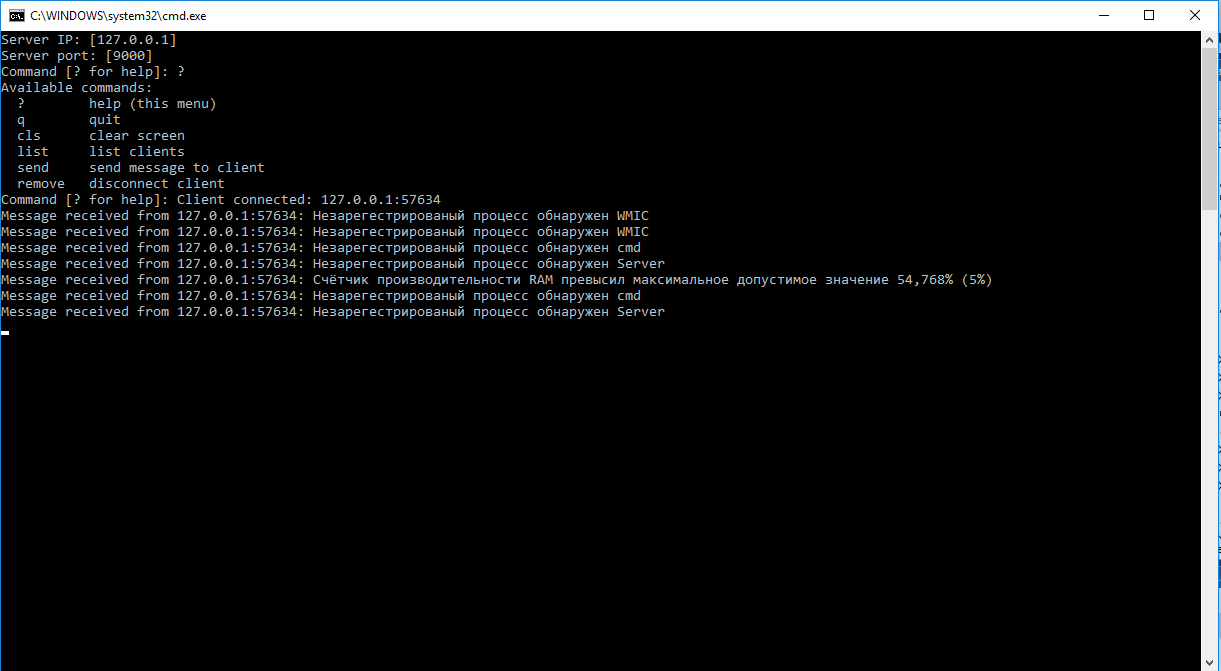 C:\WINDOWS\system32\cmd.exe
Server IP: [127.0.0.1]
Server port: [9000]
Command [? for help]: ?
Available commands:
  ?        help (this menu)
  q        quit
  cls      clear screen
  list     list clients
  send     send message to client
  remove   disconnect client
Command [? for help]: Client connected: 127.0.0.1:57634
Message received from 127.0.0.1:57634: Незарегестрированый процесс обнаружен WMIC
Message received from 127.0.0.1:57634: Незарегестрированый процесс обнаружен WMIC
Message received from 127.0.0.1:57634: Незарегестрированый процесс обнаружен cmd
Message received from 127.0.0.1:57634: Незарегестрированый процесс обнаружен Server
Message received from 127.0.0.1:57634: Счётчик производительности RAM превысил максимальное допустимое значение 54,768% (5%)
Message received from 127.0.0.1:57634: Незарегестрированый процесс обнаружен cmd
Message received from 127.0.0.1:57634: Незарегестрированый процесс обнаружен Server